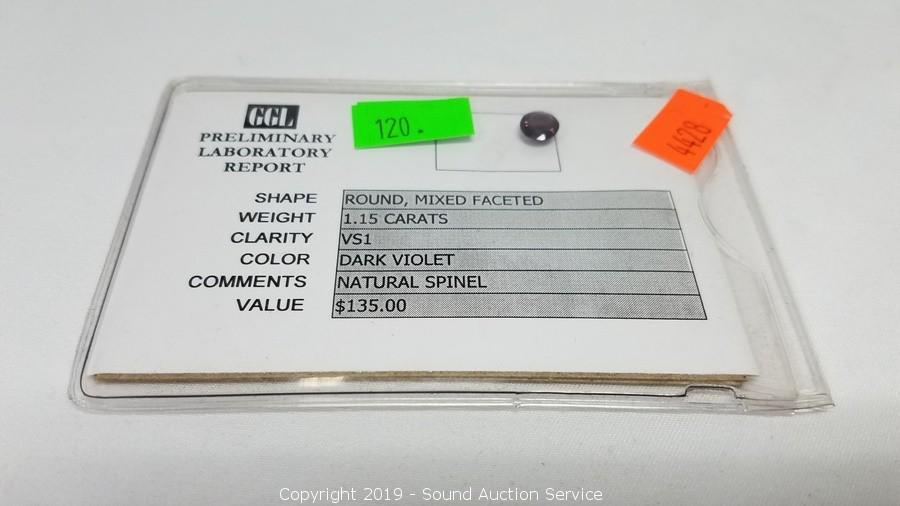 GGL
PRELIMINARY
LABORATORY
REPORT
120.
4428
SHAPE ROUND, MIXED FACETED
WEIGHT 1.15 CARATS
CLARITY VS1
COLOR DARK VIOLET
COMMENTS NATURAL SPINEL
VALUE $135.00
Copyright 2019 - Sound Auction Service